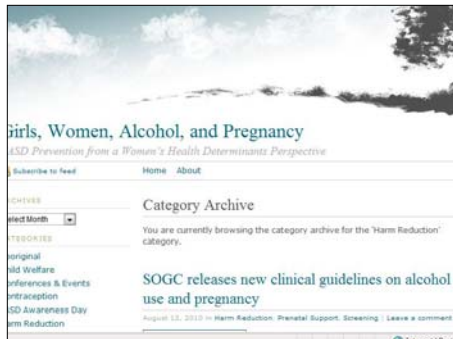 Girls, Women, Alcohol, and Pregnancy
FASD Prevention from a Women's Health Determinants Perspective
Subscribe to feed
Home About
ARCHIVES
Select Month
CATEGORIES
Aboriginal
Child Welfare
Conferences & Events
Contraception
FASD Awareness Day
Harm Reduction
Category Archive
You are currently browsing the category archive for the 'Harm Reduction'
category.
SOGC releases new clinical guidelines on alcohol
use and pregnancy
August 13, 2010 in Harm Reduction, Prenatal Support, Screening | Leave a comment